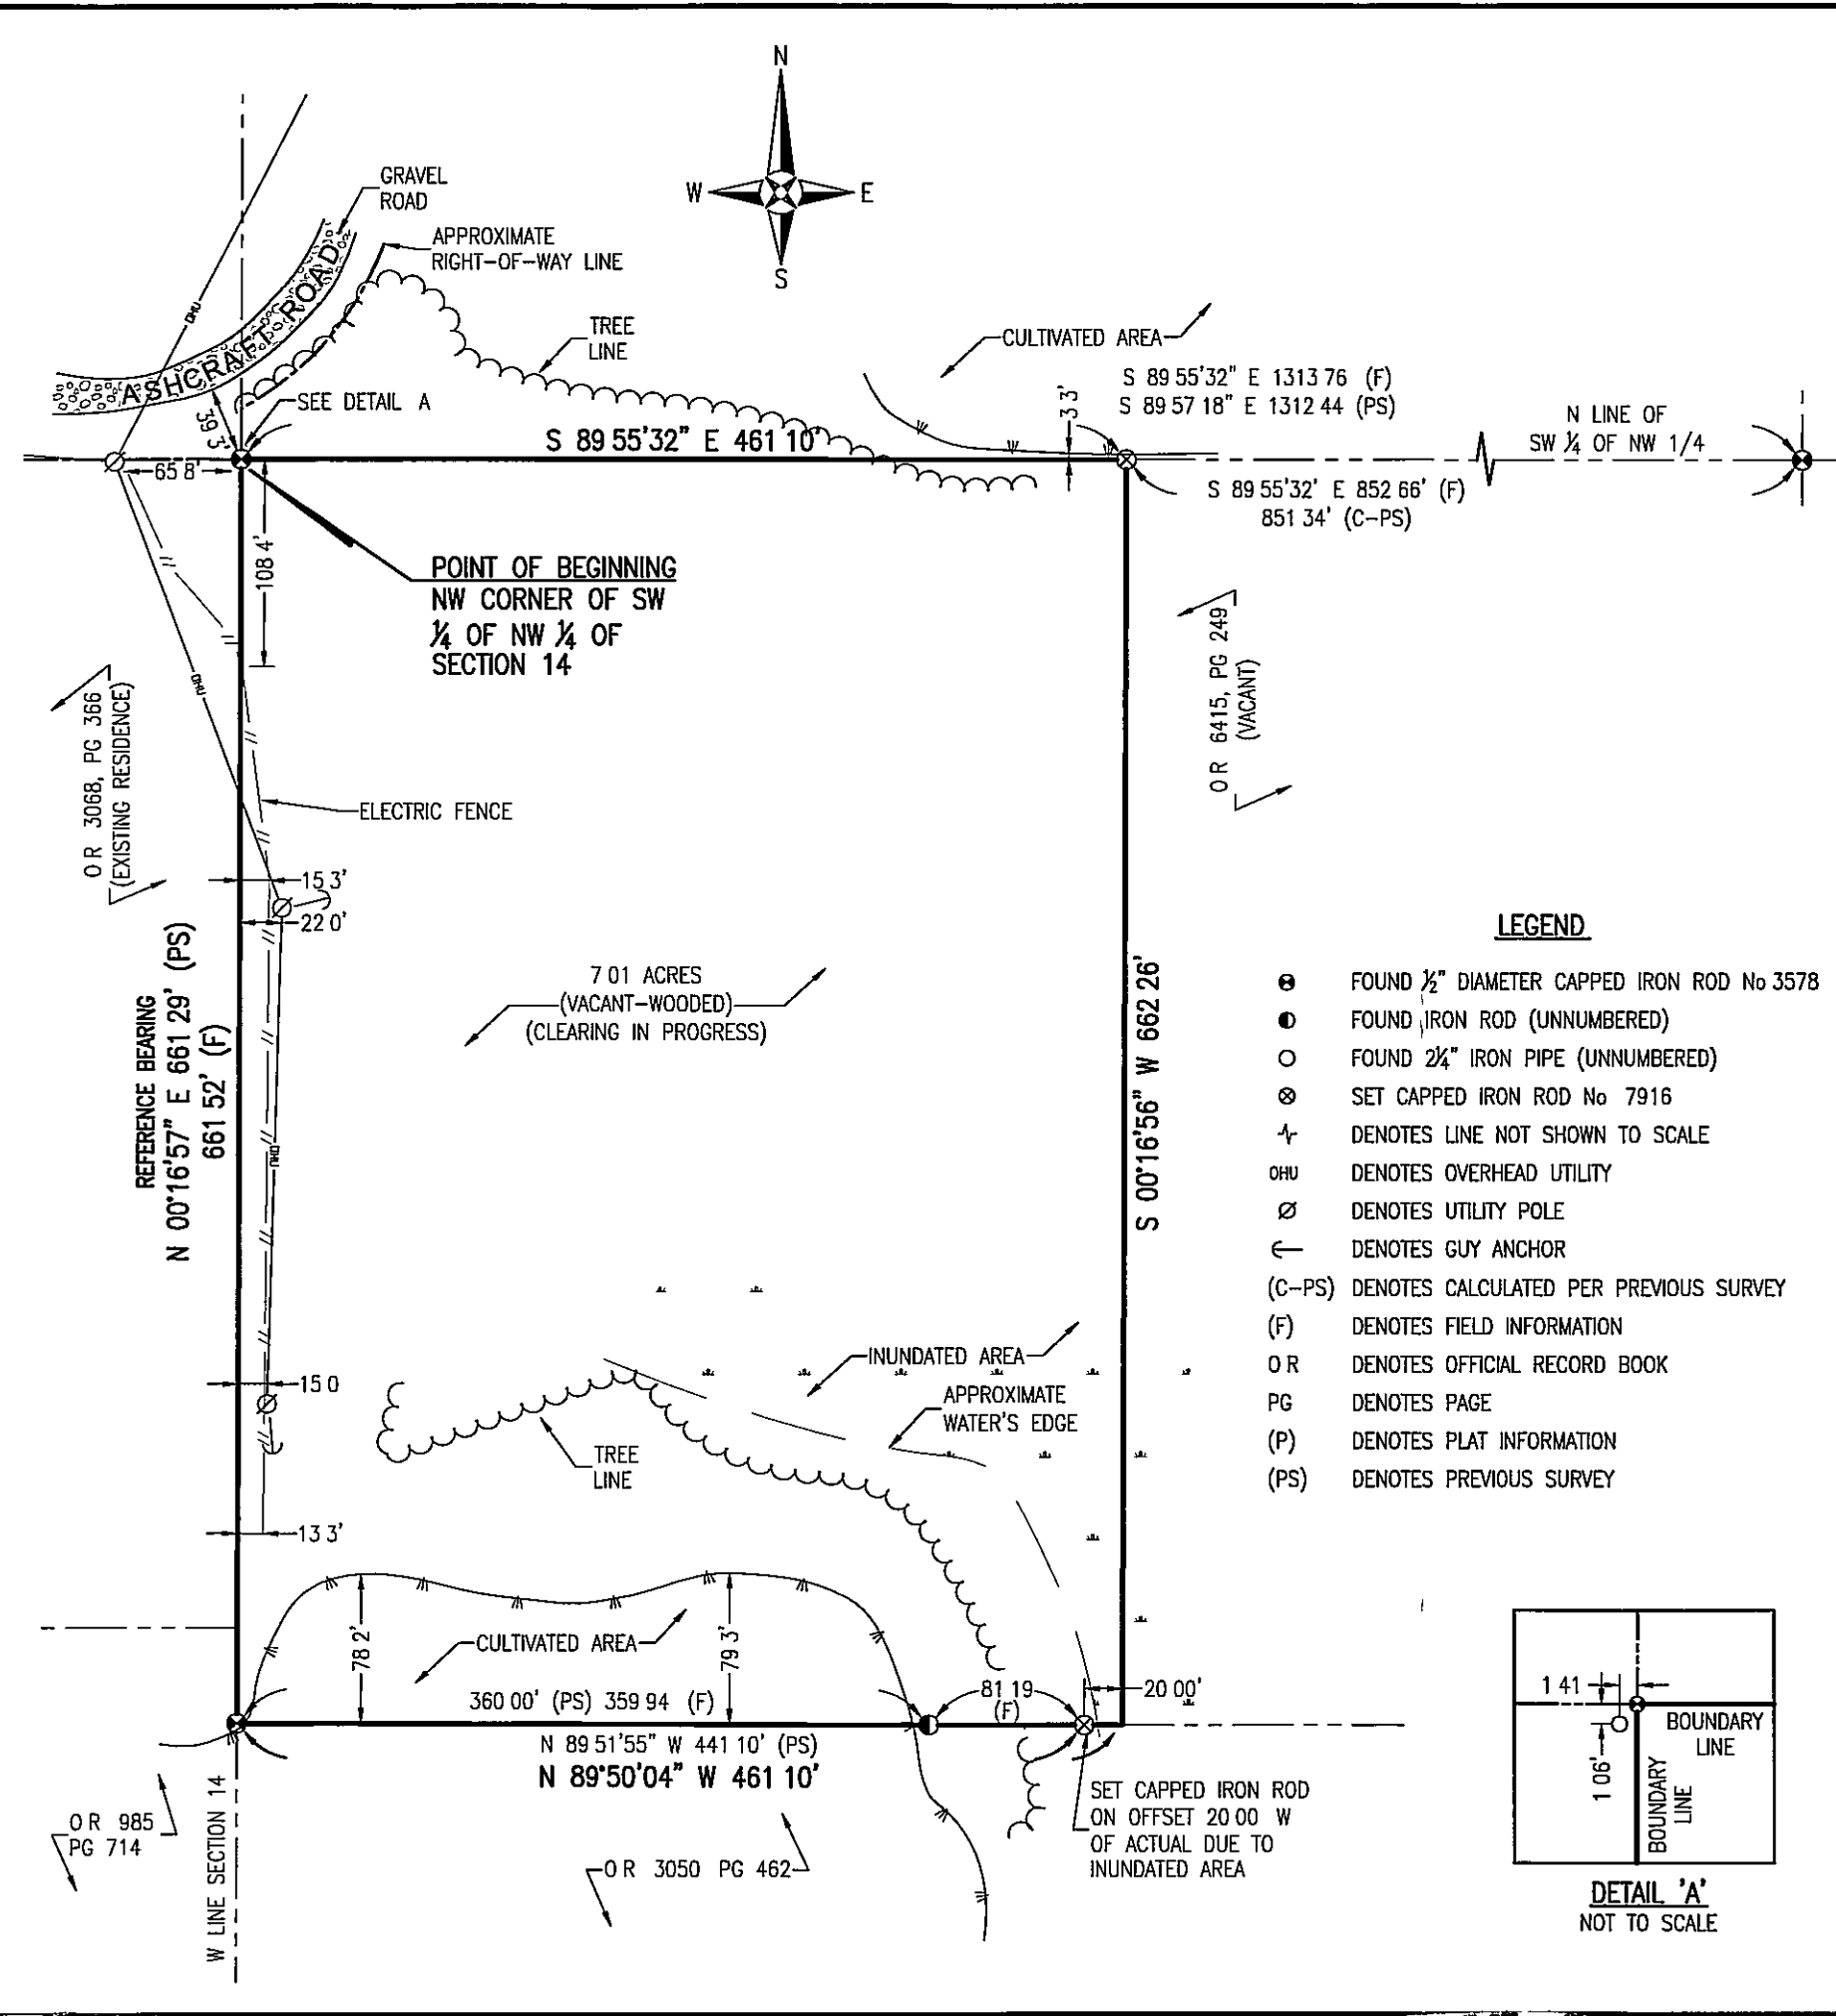 N
W
E
S
GRAVEL
ROAD
APPROXIMATE
RIGHT-OF-WAY LINE
OHU
ASHCRAFT ROAD
TREE
LINE
CULTIVATED AREA
SEE DETAIL A
39 3'
65 8'
S 89 55'32" E 461 10'
3 3'
S 89 55'32" E 1313 76 (F)
S 89 57 18" E 1312 44 (PS)
N LINE OF
SW ¼ OF NW 1/4
S 89 55'32' E 852 66' (F)
851 34' (C-PS)
108 4'
POINT OF BEGINNING
NW CORNER OF SW
¼ OF NW ¼ OF
SECTION 14
OHU
O R 3068, PG 366
(EXISTING RESIDENCE)
O R 6415, PG 249
(VACANT)
ELECTRIC FENCE
15 3'
22 0'
REFERENCE BEARING
N 00°16'57" E 661 29' (PS)
661 52' (F)
7 01 ACRES
(VACANT-WOODED)
(CLEARING IN PROGRESS)
S 00°16'56" W 662 26'
OHU
LEGEND
FOUND ½" DIAMETER CAPPED IRON ROD No 3578
FOUND IRON ROD (UNNUMBERED)
FOUND 2¼" IRON PIPE (UNNUMBERED)
SET CAPPED IRON ROD No 7916
DENOTES LINE NOT SHOWN TO SCALE
OHU DENOTES OVERHEAD UTILITY
DENOTES UTILITY POLE
DENOTES GUY ANCHOR
(C-PS) DENOTES CALCULATED PER PREVIOUS SURVEY
(F) DENOTES FIELD INFORMATION
O R DENOTES OFFICIAL RECORD BOOK
PG DENOTES PAGE
(P) DENOTES PLAT INFORMATION
(PS) DENOTES PREVIOUS SURVEY
INUNDATED AREA
APPROXIMATE
WATER'S EDGE
15 0
TREE
LINE
13 3'
78 2'
CULTIVATED AREA
79 3'
360 00' (PS) 359 94 (F)
81 19
(F)
20 00'
N 89 51'55" W 441 10' (PS)
N 89°50'04" W 461 10'
SET CAPPED IRON ROD
ON OFFSET 20 00 W
OF ACTUAL DUE TO
INUNDATED AREA
O R 985
PG 714
W LINE SECTION 14
O R 3050 PG 462
1 41
1 06'
BOUNDARY
LINE
BOUNDARY
LINE
DETAIL 'A'
NOT TO SCALE